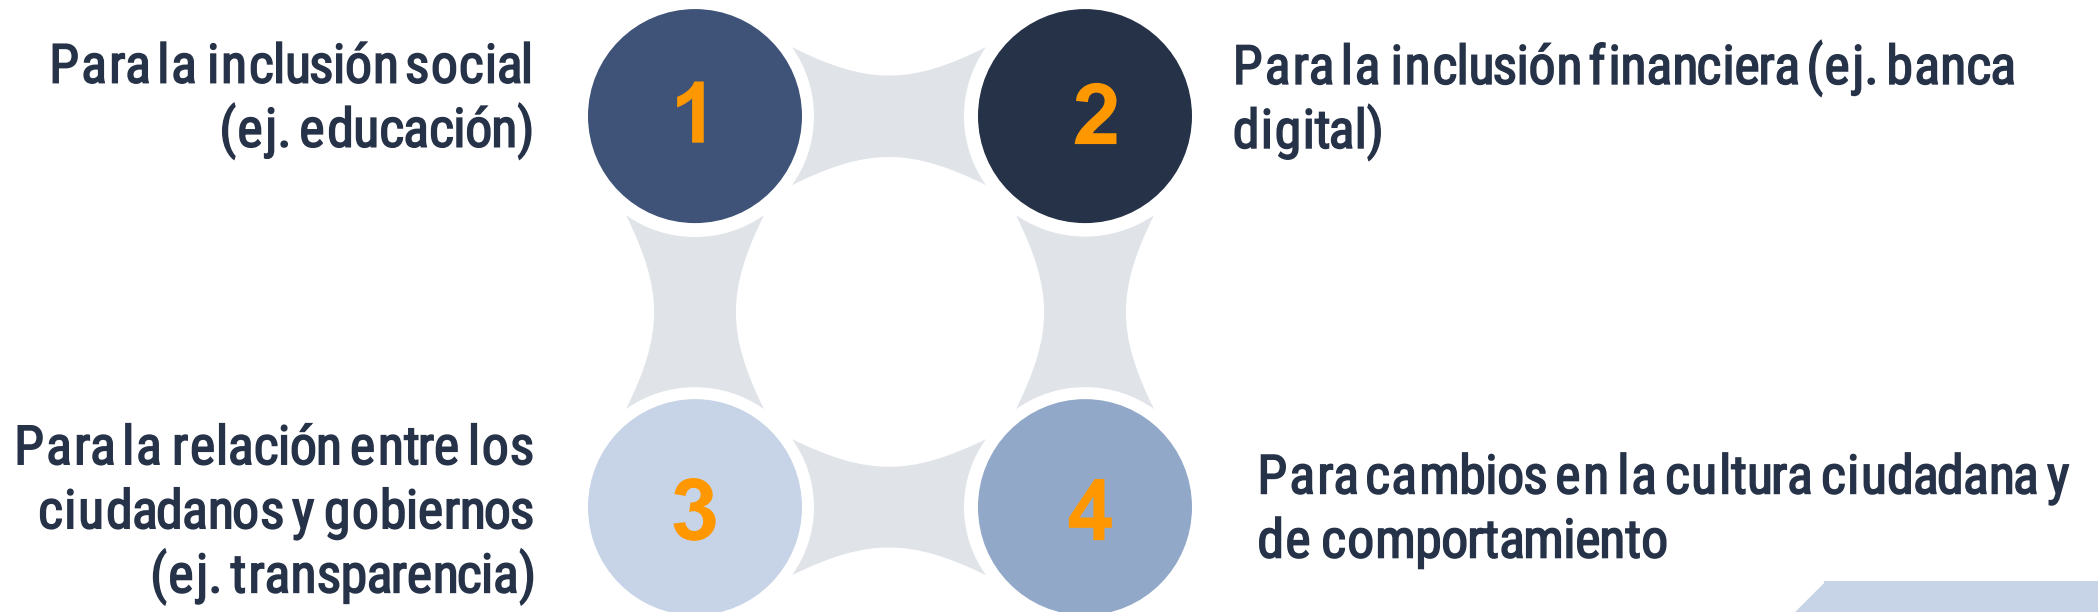 Para la inclusión social
(ej. educación)
1
2
Para la inclusión financiera (ej. banca
digital)
Para la relación entre los
ciudadanos y gobiernos
(ej. transparencia)
3
4
Para cambios en la cultura ciudadana y
de comportamiento